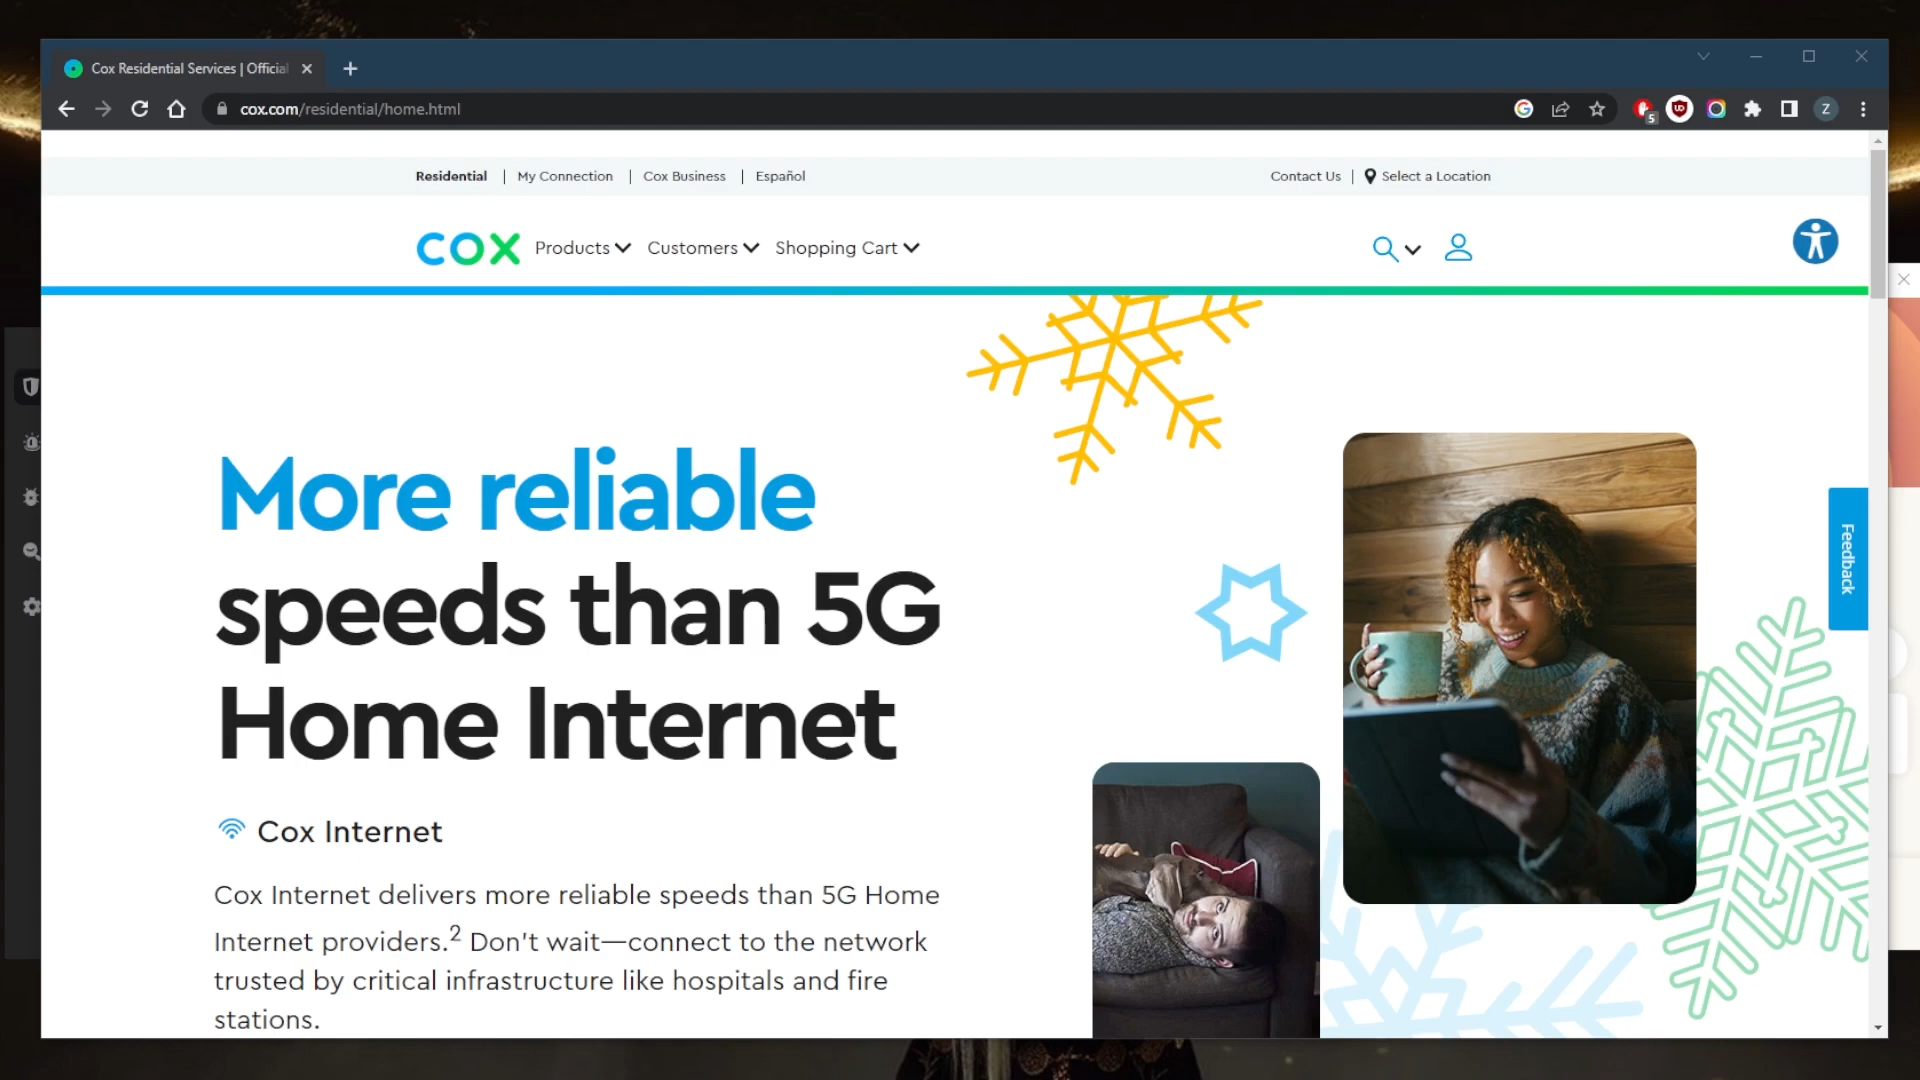 Cox Residential Services | Official
cox.com/residential/home.html
5
Z
Residential | My Connection | Cox Business | Español
Contact Us | Select a Location
COX
Products
Customers
Shopping Cart
More reliable
speeds than 5G
Home Internet
Feedback
Cox Internet
Cox Internet delivers more reliable speeds than 5G Home
Internet providers.2 Don't wait—connect to the network
trusted by critical infrastructure like hospitals and fire
stations.